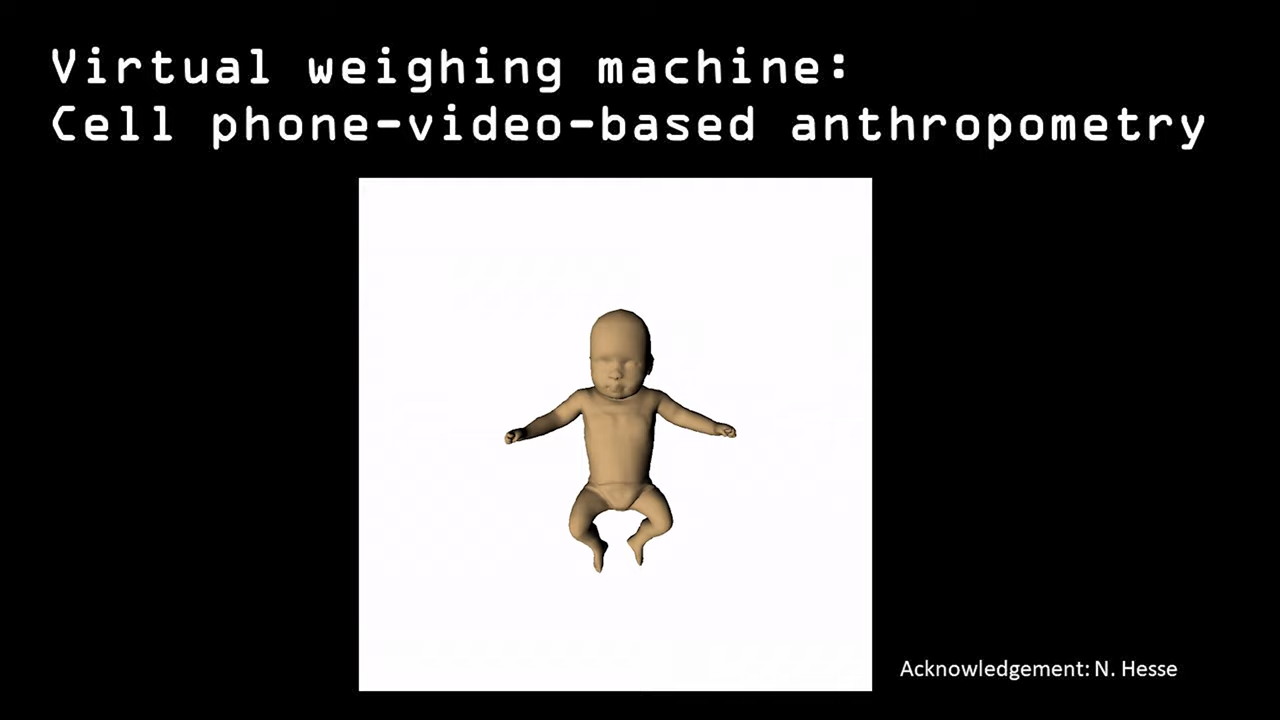 Virtual weighing machine:
Cell phone-video-based anthropometry
Acknowledgement: N. Hesse